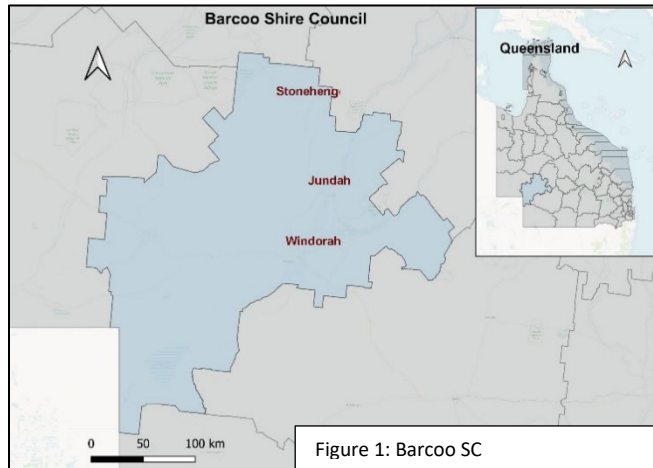 Barcoo Shire Council
Queensland
Stoneheng
Jundah
Windorah
0 50 100 km
Figure 1: Barcoo SC